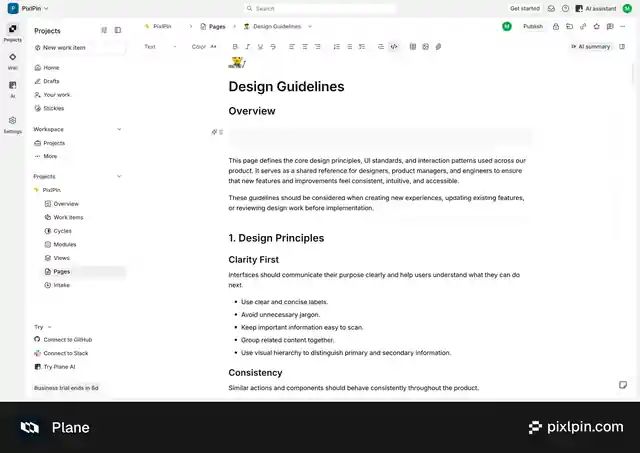 PixlPin
Search
Get started
AI assistant
M
Projects
Wiki
AI
Settings
Projects
New work item
Home
Drafts
Your work
Stickies
Workspace
Projects
More
Projects
PixlPin
Overview
Work items
Cycles
Modules
Views
Pages
Intake
Try
Connect to GitHub
Connect to Slack
Try Plane AI
Business trial ends in 6d
PixlPin > Pages > Design Guidelines
M
Publish
Text
Color Aa
B I U S
AI summary
Design Guidelines
Overview
This page defines the core design principles, UI standards, and interaction patterns used across our
product. It serves as a shared reference for designers, product managers, and engineers to ensure
that new features and improvements feel consistent, intuitive, and accessible.
These guidelines should be considered when creating new experiences, updating existing features,
or reviewing design work before implementation.
1. Design Principles
Clarity First
Interfaces should communicate their purpose clearly and help users understand what they can do
next.
• Use clear and concise labels.
• Avoid unnecessary jargon.
• Keep important information easy to scan.
• Group related content together.
• Use visual hierarchy to distinguish primary and secondary information.
Consistency
Similar actions and components should behave consistently throughout the product.
Plane
pixlpin.com